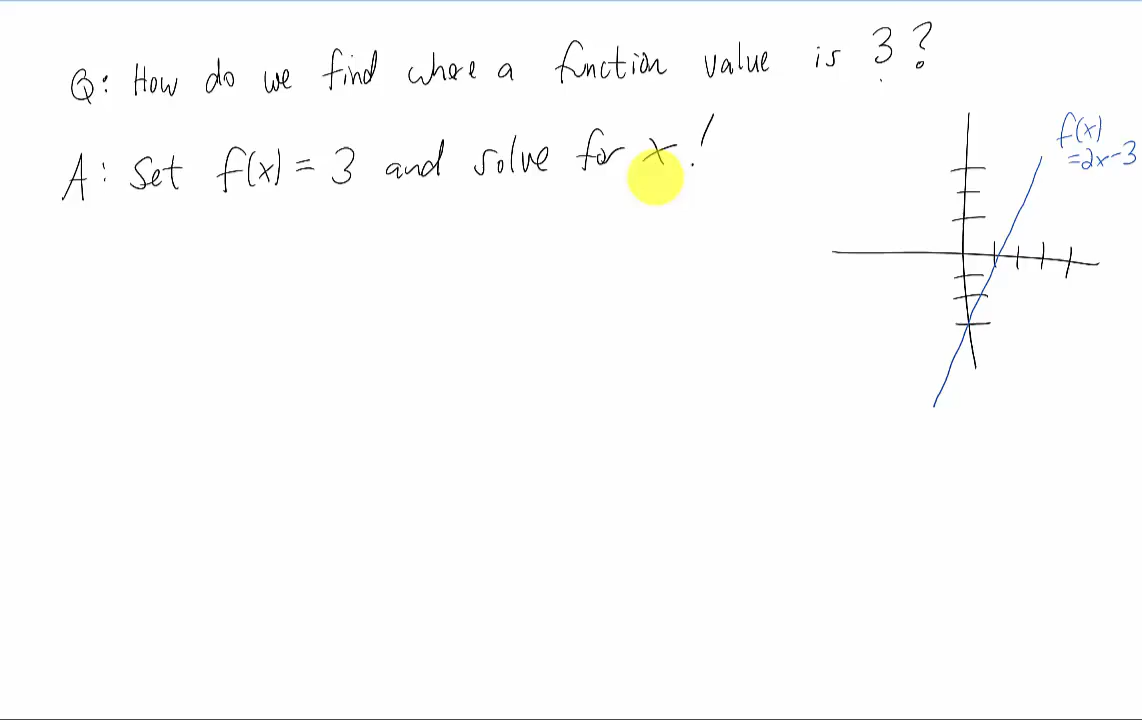 Q: How do we find where a function value is 3?
A: Set f(x) = 3 and solve for x!
f(x)
=2x-3